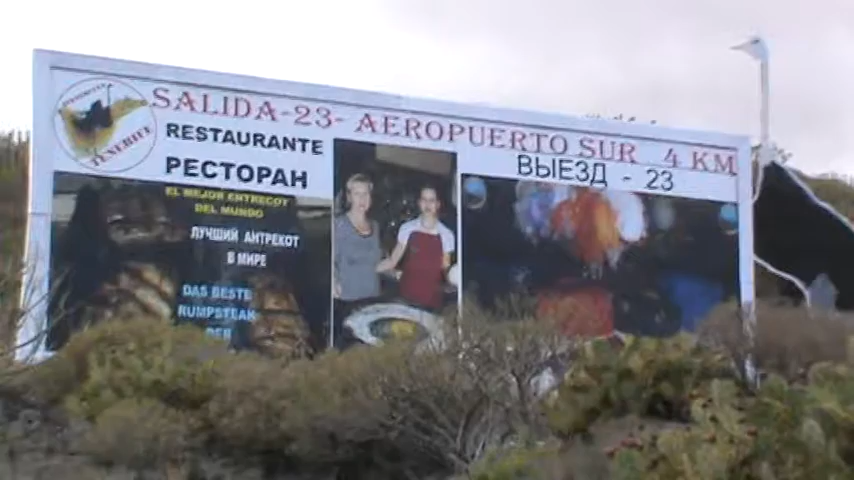 SALIDA-23-AEROPUERTO SUR 4 KM
TENERIFE
RESTAURANTE
РЕСТОРАН
ВЫЕЗД - 23
EL MEJOR ENTRECOT
DEL MUNDO
ЛУЧШИЙ АНТРЕКОТ
В МИРЕ
DAS BESTE
RUMPSTEAK
DER